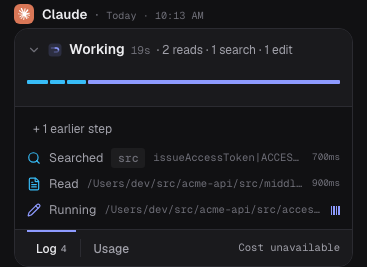 Claude · Today · 10:13 AM
Working 19s · 2 reads · 1 search · 1 edit
+ 1 earlier step
Searched src issueAccessToken|ACCES… 700ms
Read /Users/dev/src/acme-api/src/middl… 900ms
Running /Users/dev/src/acme-api/src/acces…
Log 4 Usage Cost unavailable